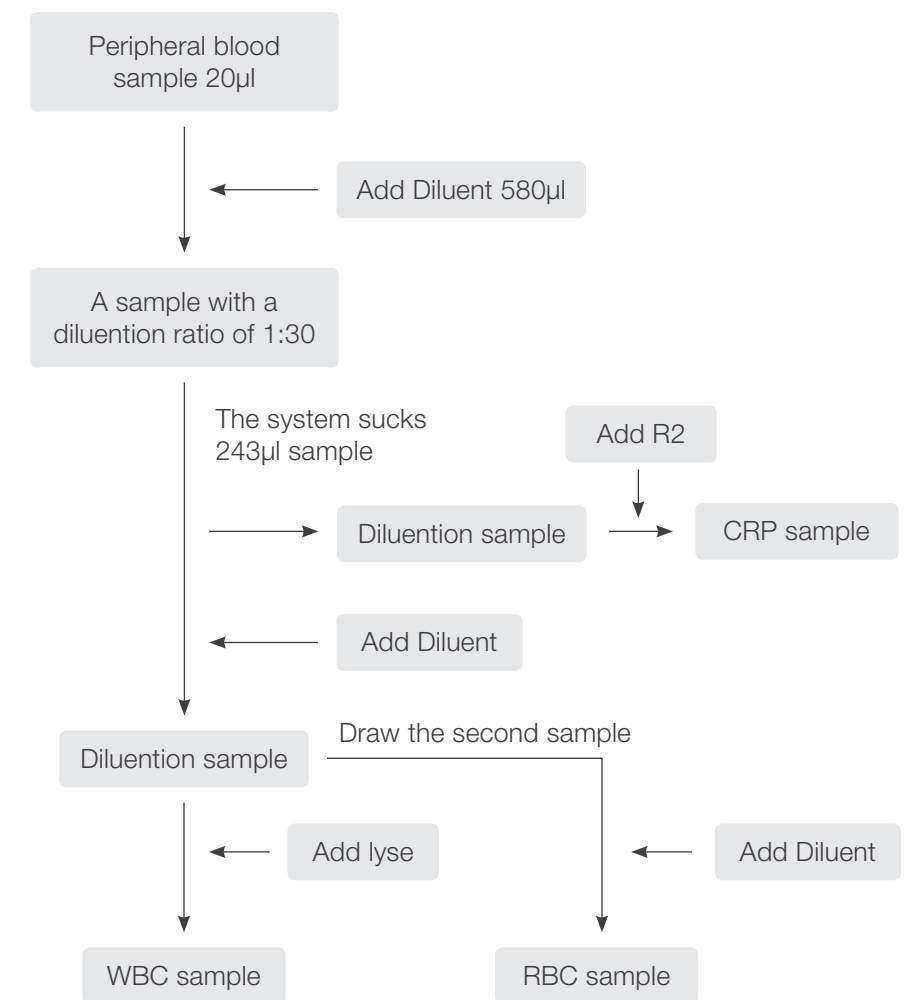 Peripheral blood
sample 20μl
Add Diluent 580μl
A sample with a
diluention ratio of 1:30
The system sucks
243μl sample
Add R2
Diluention sample
CRP sample
Add Diluent
Draw the second sample
Diluention sample
Add lyse
Add Diluent
WBC sample
RBC sample